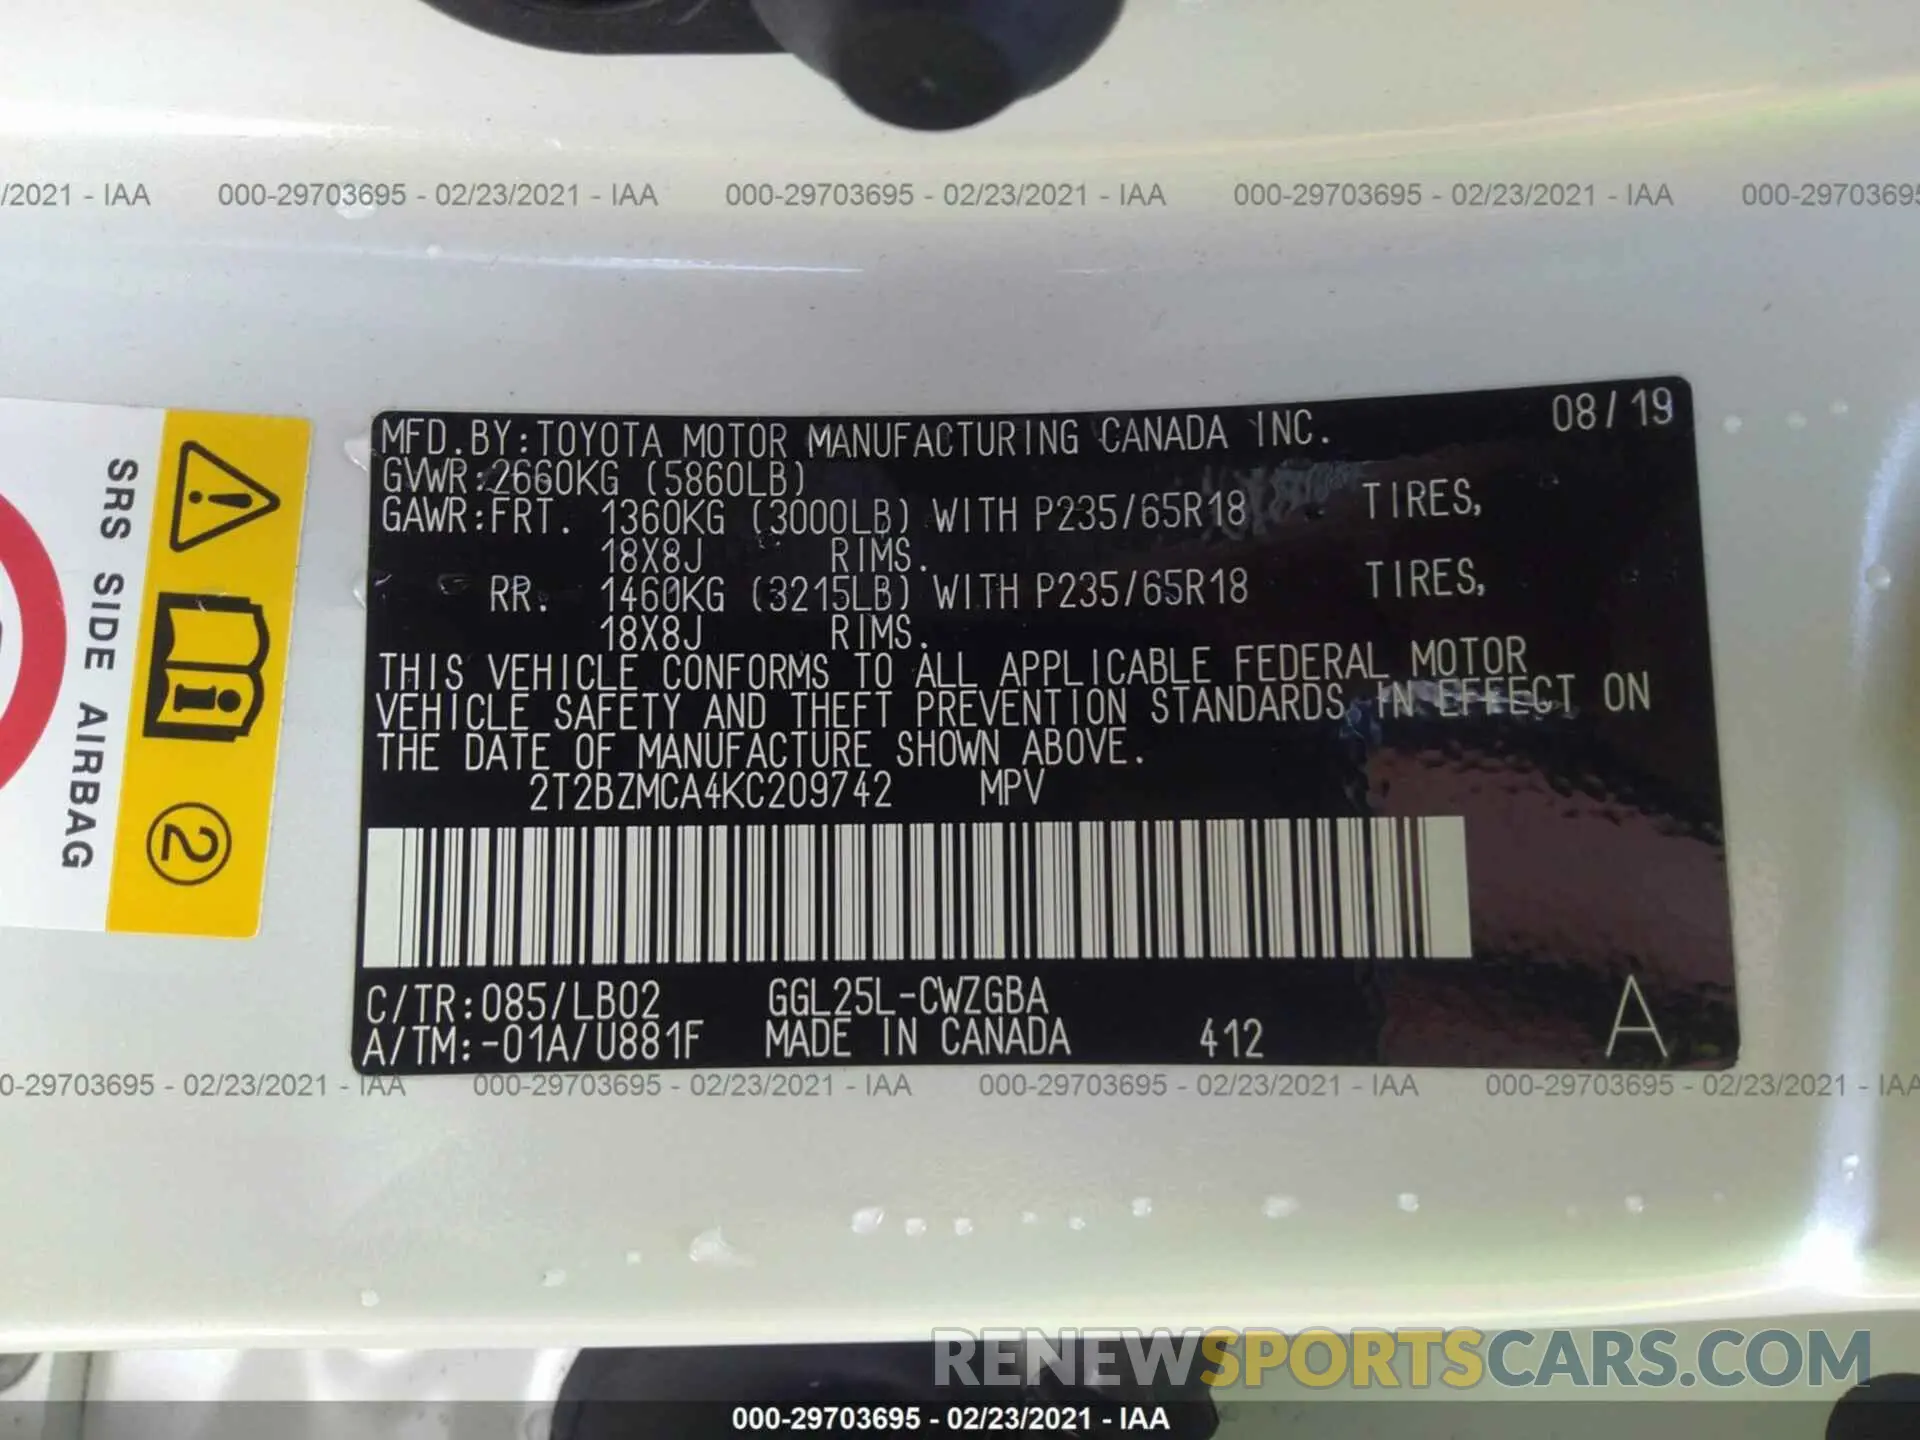 /2021 - IAA 000-29703695 - 02/23/2021 - IAA 000-29703695 - 02/23/2021 - IAA 000-29703695 - 02/23/2021 - IAA 000-29703695
MFD.BY:TOYOTA MOTOR MANUFACTURING CANADA INC. 08/19
GVWR:2660KG (5860LB)
GAWR:FRT. 1360KG (3000LB) WITH P235/65R18 TIRES,
18X8J RIMS.
RR. 1460KG (3215LB) WITH P235/65R18 TIRES,
18X8J RIMS.
THIS VEHICLE CONFORMS TO ALL APPLICABLE FEDERAL MOTOR
VEHICLE SAFETY AND THEFT PREVENTION STANDARDS IN EFFECT ON
THE DATE OF MANUFACTURE SHOWN ABOVE.
2T2BZMCA4KC209742 MPV
C/TR:085/LB02 GGL25L-CWZGBA
A/TM:-01A/U881F MADE IN CANADA 412 A
SRS SIDE AIRBAG
2
0-29703695 - 02/23/2021 - IAA 000-29703695 - 02/23/2021 - IAA 000-29703695 - 02/23/2021 - IAA 000-29703695 - 02/23/2021 - IAA
RENEWSPORTSCARS.COM
000-29703695 - 02/23/2021 - IAA